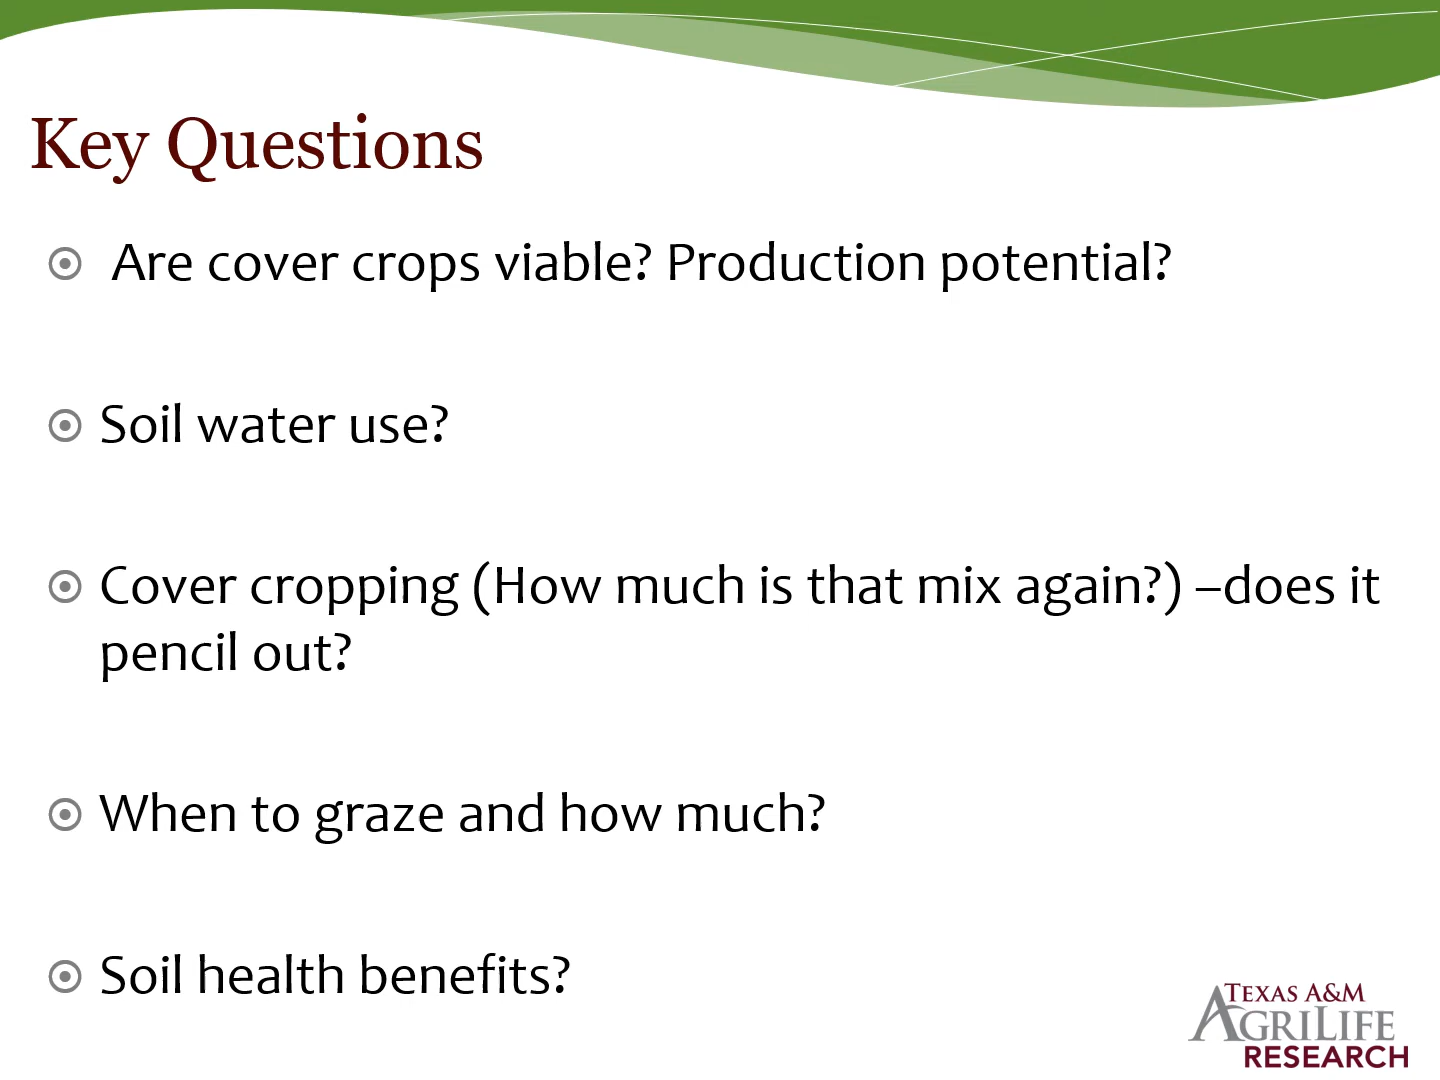 Key Questions
Are cover crops viable? Production potential?
Soil water use?
Cover cropping (How much is that mix again?) –does it
pencil out?
When to graze and how much?
Soil health benefits?
TEXAS A&M
AGRILIFE
RESEARCH